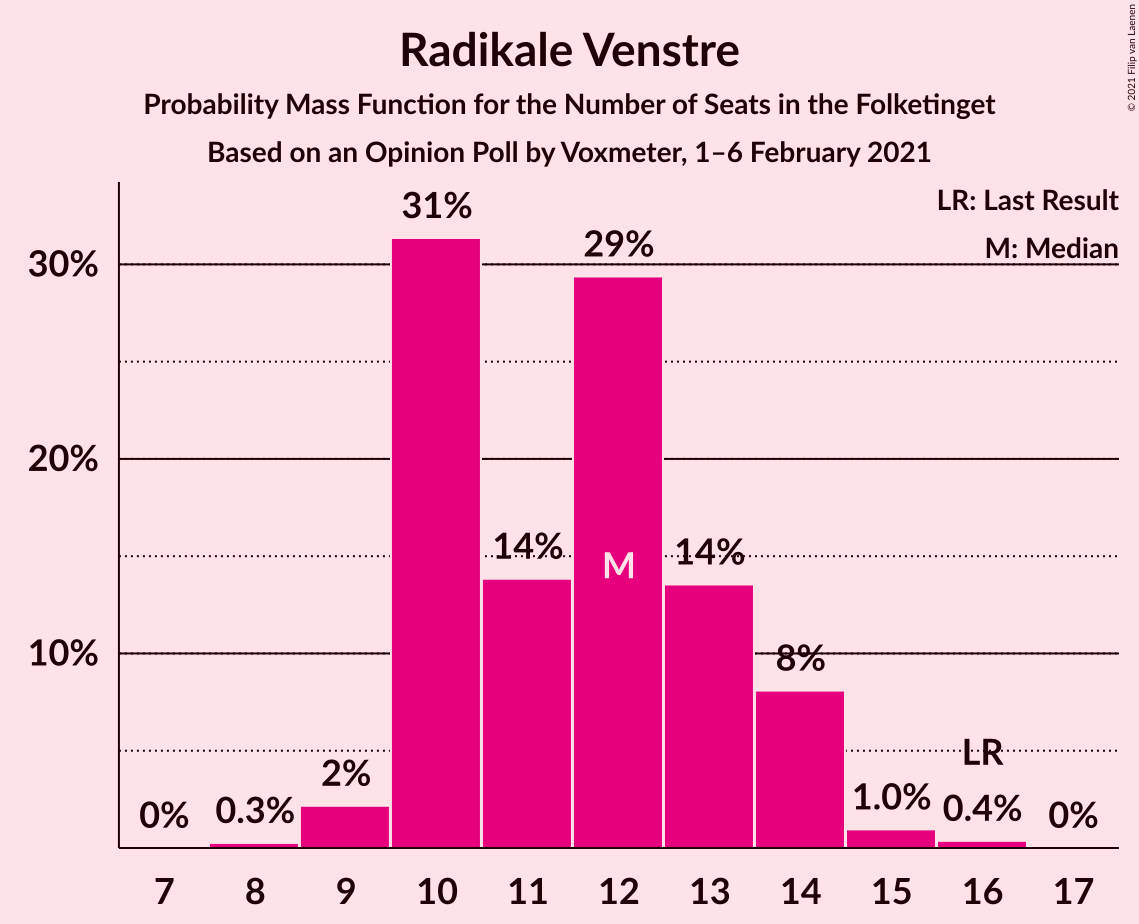 Radikale Venstre
Probability Mass Function for the Number of Seats in the Folketinget
Based on an Opinion Poll by Voxmeter, 1–6 February 2021
© 2021 Filip van Laenen
LR: Last Result
M: Median
30%
20%
10%
0%
0.3%
2%
31%
14%
29%
M
14%
8%
1.0%
LR
0.4%
0%
7 8 9 10 11 12 13 14 15 16 17